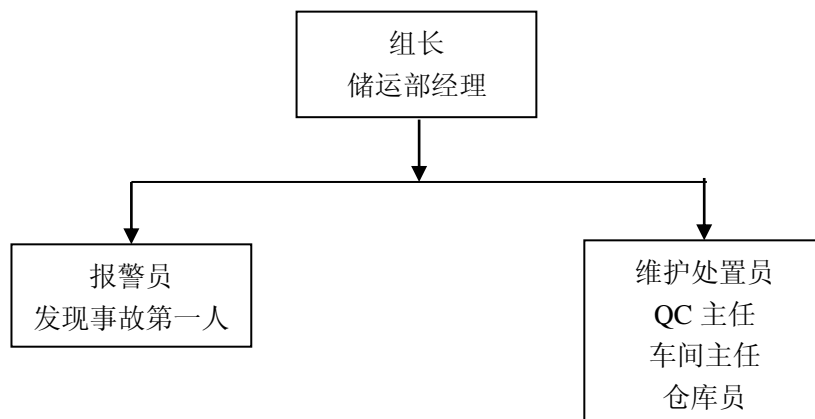 组长
储运部经理
报警员
发现事故第一人
维护处置员
QC 主任
车间主任
仓库员